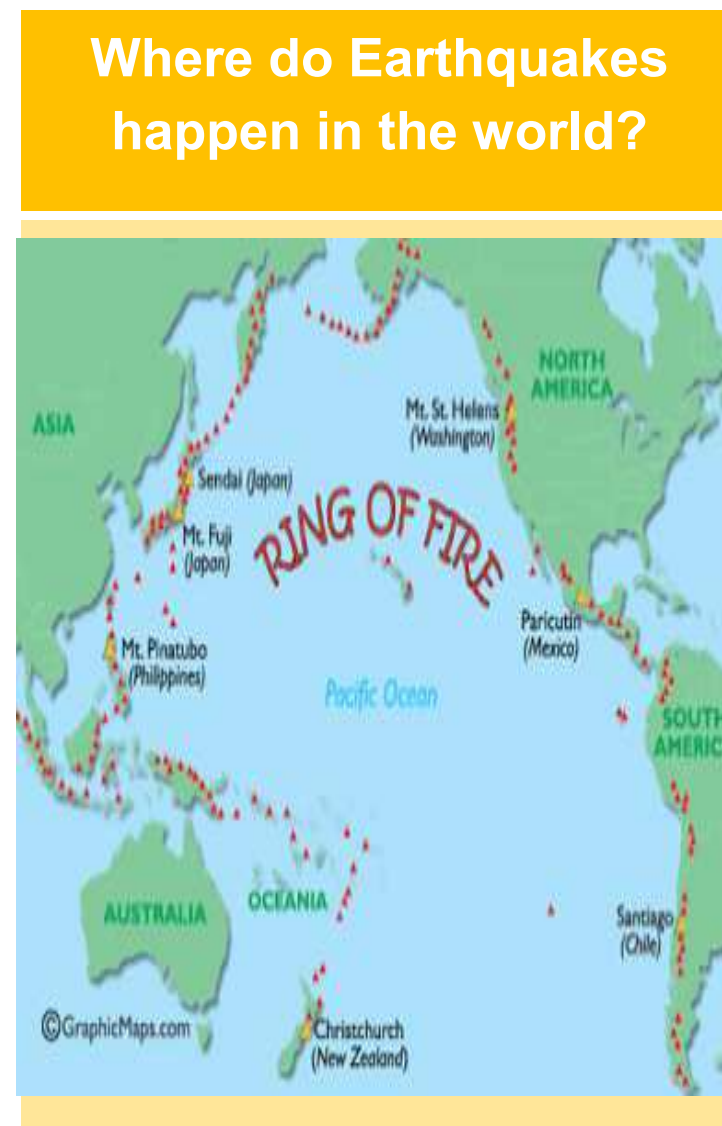 Where do Earthquakes
happen in the world?
NORTH
AMERICA
ASIA
Mt. St. Helens
(Washington)
Sendai (Japan)
RING OF FIRE
Mt. Fuji
(Japan)
Paricutin
(Mexico)
Mt. Pinatubo
(Philippines)
Pacific Ocean
SOUTH
AMERIC
OCEANIA
AUSTRALIA
Santiago
(Chile)
©GraphicMaps.com
Christchurch
(New Zealand)